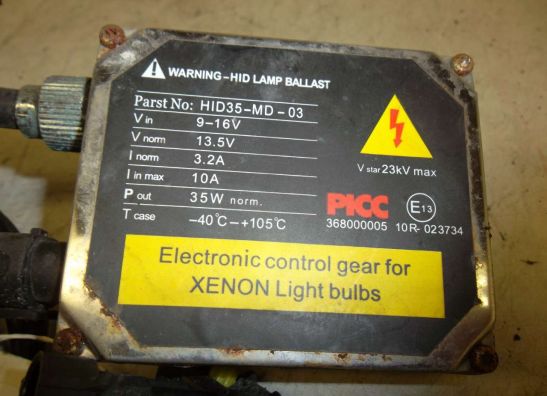 WARNING-HID LAMP BALLAST
Parst No: HID35-MD-03
V in 9-16V
V norm 13.5V
I norm 3.2A
I in max 10A
P out 35W norm.
T case -40℃-+105℃
V star 23kV max
PICC
368000005
E13
10R-023734
Electronic control gear for
XENON Light bulbs